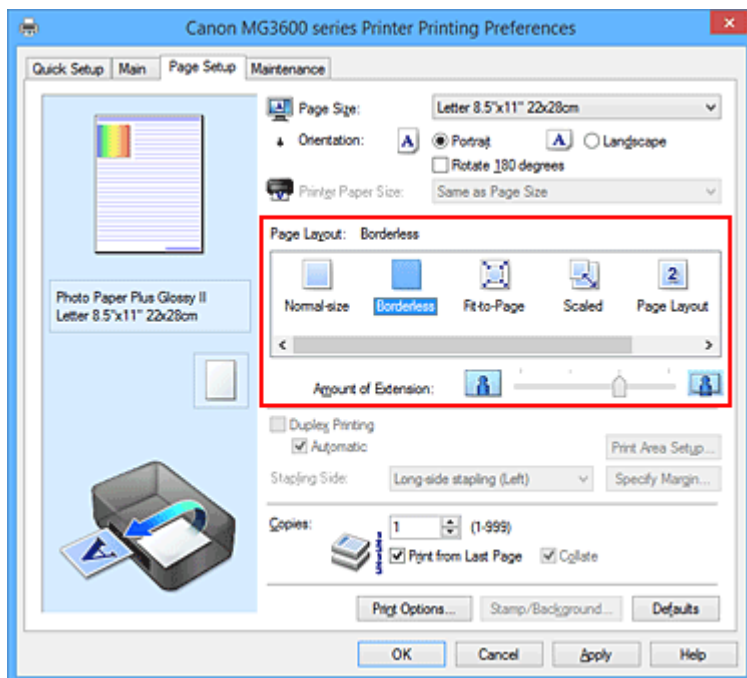 Canon MG3600 series Printer Printing Preferences
Quick Setup Main Page Setup Maintenance
Page Size: Letter 8.5"x11" 22x28cm
Orientation: A Portrait A Landscape
Rotate 180 degrees
Printer Paper Size: Same as Page Size
Page Layout: Borderless
Normal-size Borderless Fit-to-Page Scaled Page Layout
2
Photo Paper Plus Glossy II
Letter 8.5"x11" 22x28cm
Amount of Extension:
Duplex Printing
Automatic Print Area Setup...
Stapling Side: Long-side stapling (Left) Specify Margin...
Copies: 1 (1-999)
Print from Last Page Collate
A
Print Options... Stamp/Background... Defaults
OK Cancel Apply Help